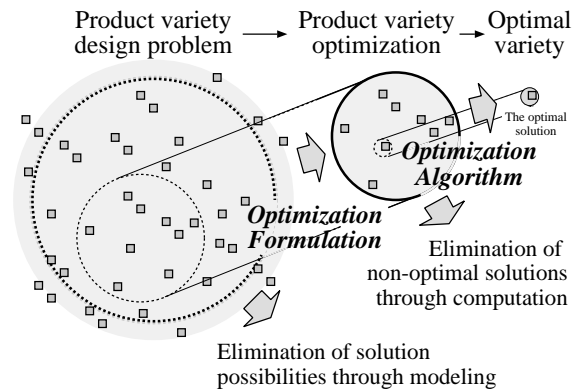 Product variety
design problem
Product variety
optimization
Optimal
variety
The optimal
solution
Optimization
Algorithm
Optimization
Formulation
Elimination of
non-optimal solutions
through computation
Elimination of solution
possibilities through modeling